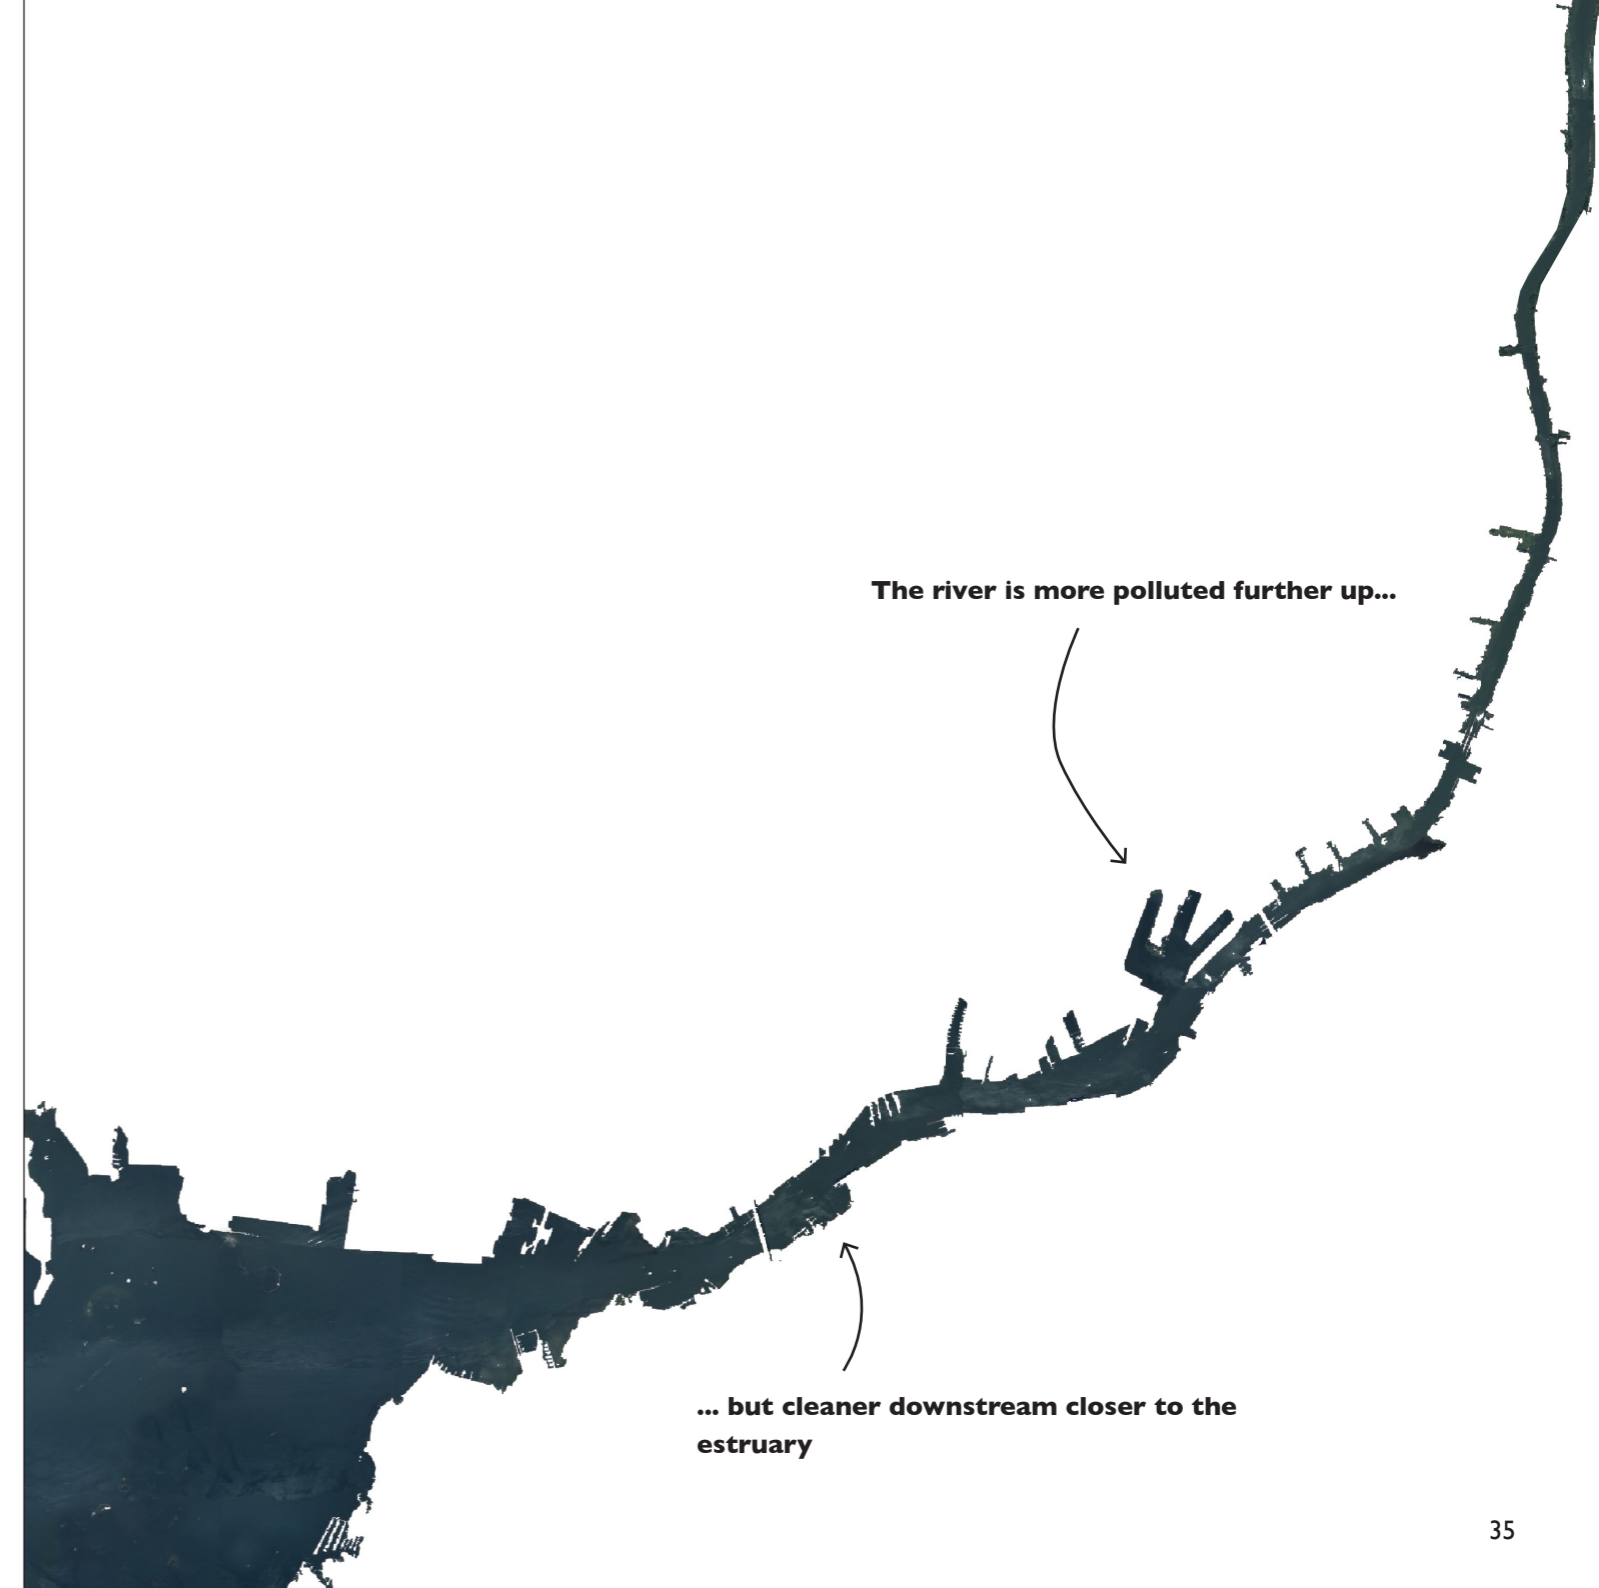 The river is more polluted further up...
... but cleaner downstream closer to the
estruary
35